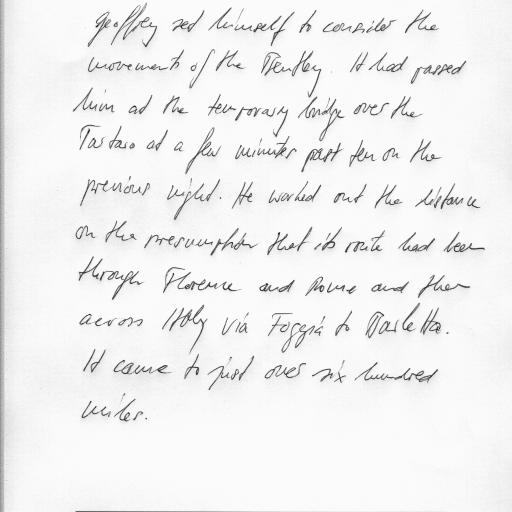 Geoffrey set himself to consider the
movements of the Bentley. It had passed
him at the temporary bridge over the
Tartaro at a few minutes past ten on the
previous night. He worked out the distance
on the presumption that its route had been
through Florence and Rome and then
across Italy via Foggia to Barletta.
It came to just over six hundred
miles.